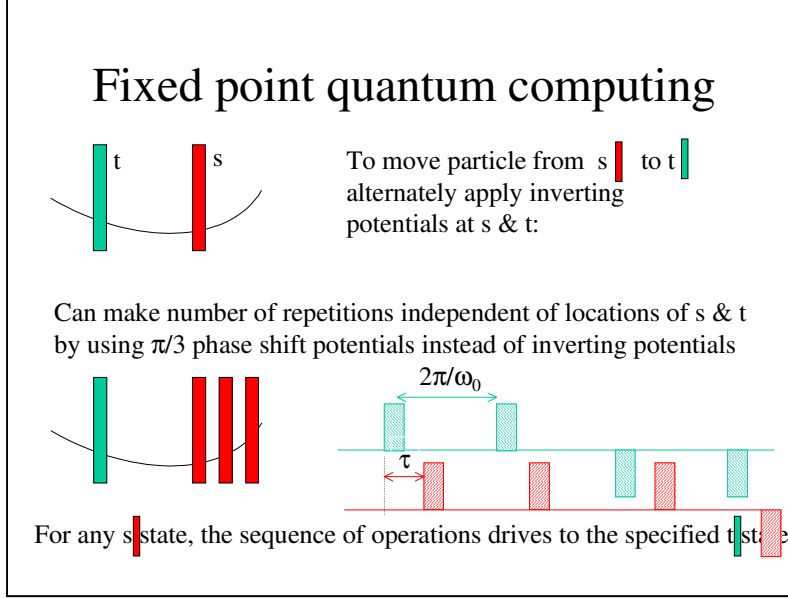 Fixed point quantum computing
t
s
To move particle from s to t
alternately apply inverting
potentials at s & t:
Can make number of repetitions independent of locations of s & t
by using π/3 phase shift potentials instead of inverting potentials
2π/ω₀
τ
For any s state, the sequence of operations drives to the specified t state